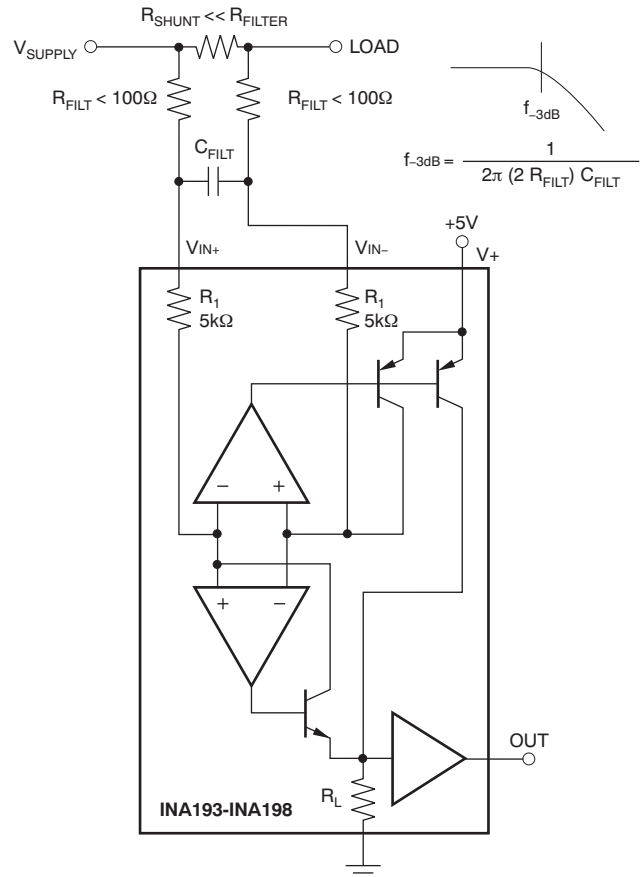 R_SHUNT << R_FILTER
V_SUPPLY
LOAD
R_FILT < 100Ω
R_FILT < 100Ω
f_–3dB
C_FILT
f_–3dB = 1 / 2π (2 R_FILT) C_FILT
+5V
V+
V_IN+
V_IN–
R_1
5kΩ
R_1
5kΩ
– +
+ –
OUT
R_L
INA193-INA198